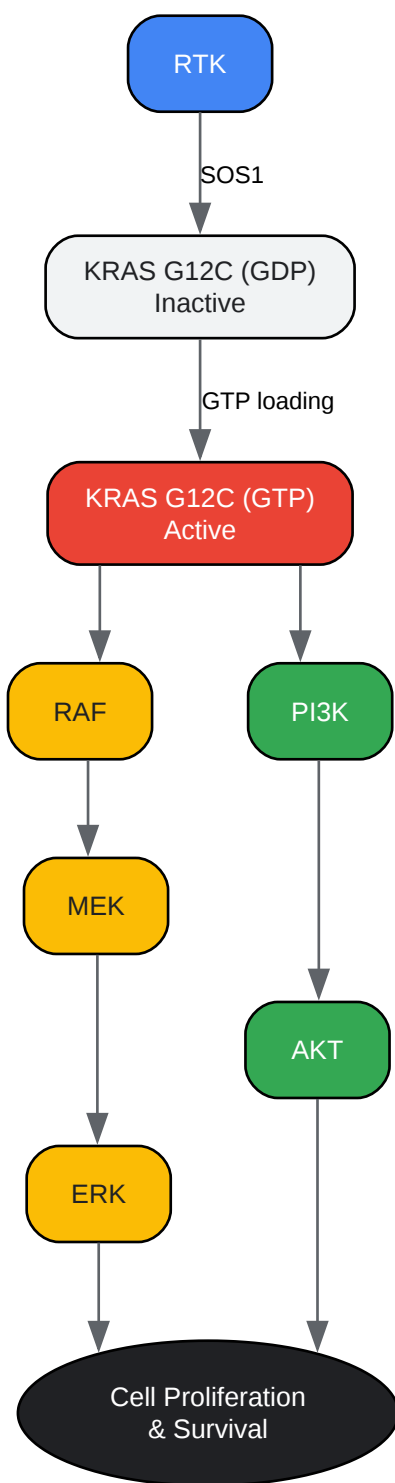 RTK
SOS1
KRAS G12C (GDP)
Inactive
GTP loading
KRAS G12C (GTP)
Active
RAF
PI3K
MEK
AKT
ERK
Cell Proliferation
& Survival